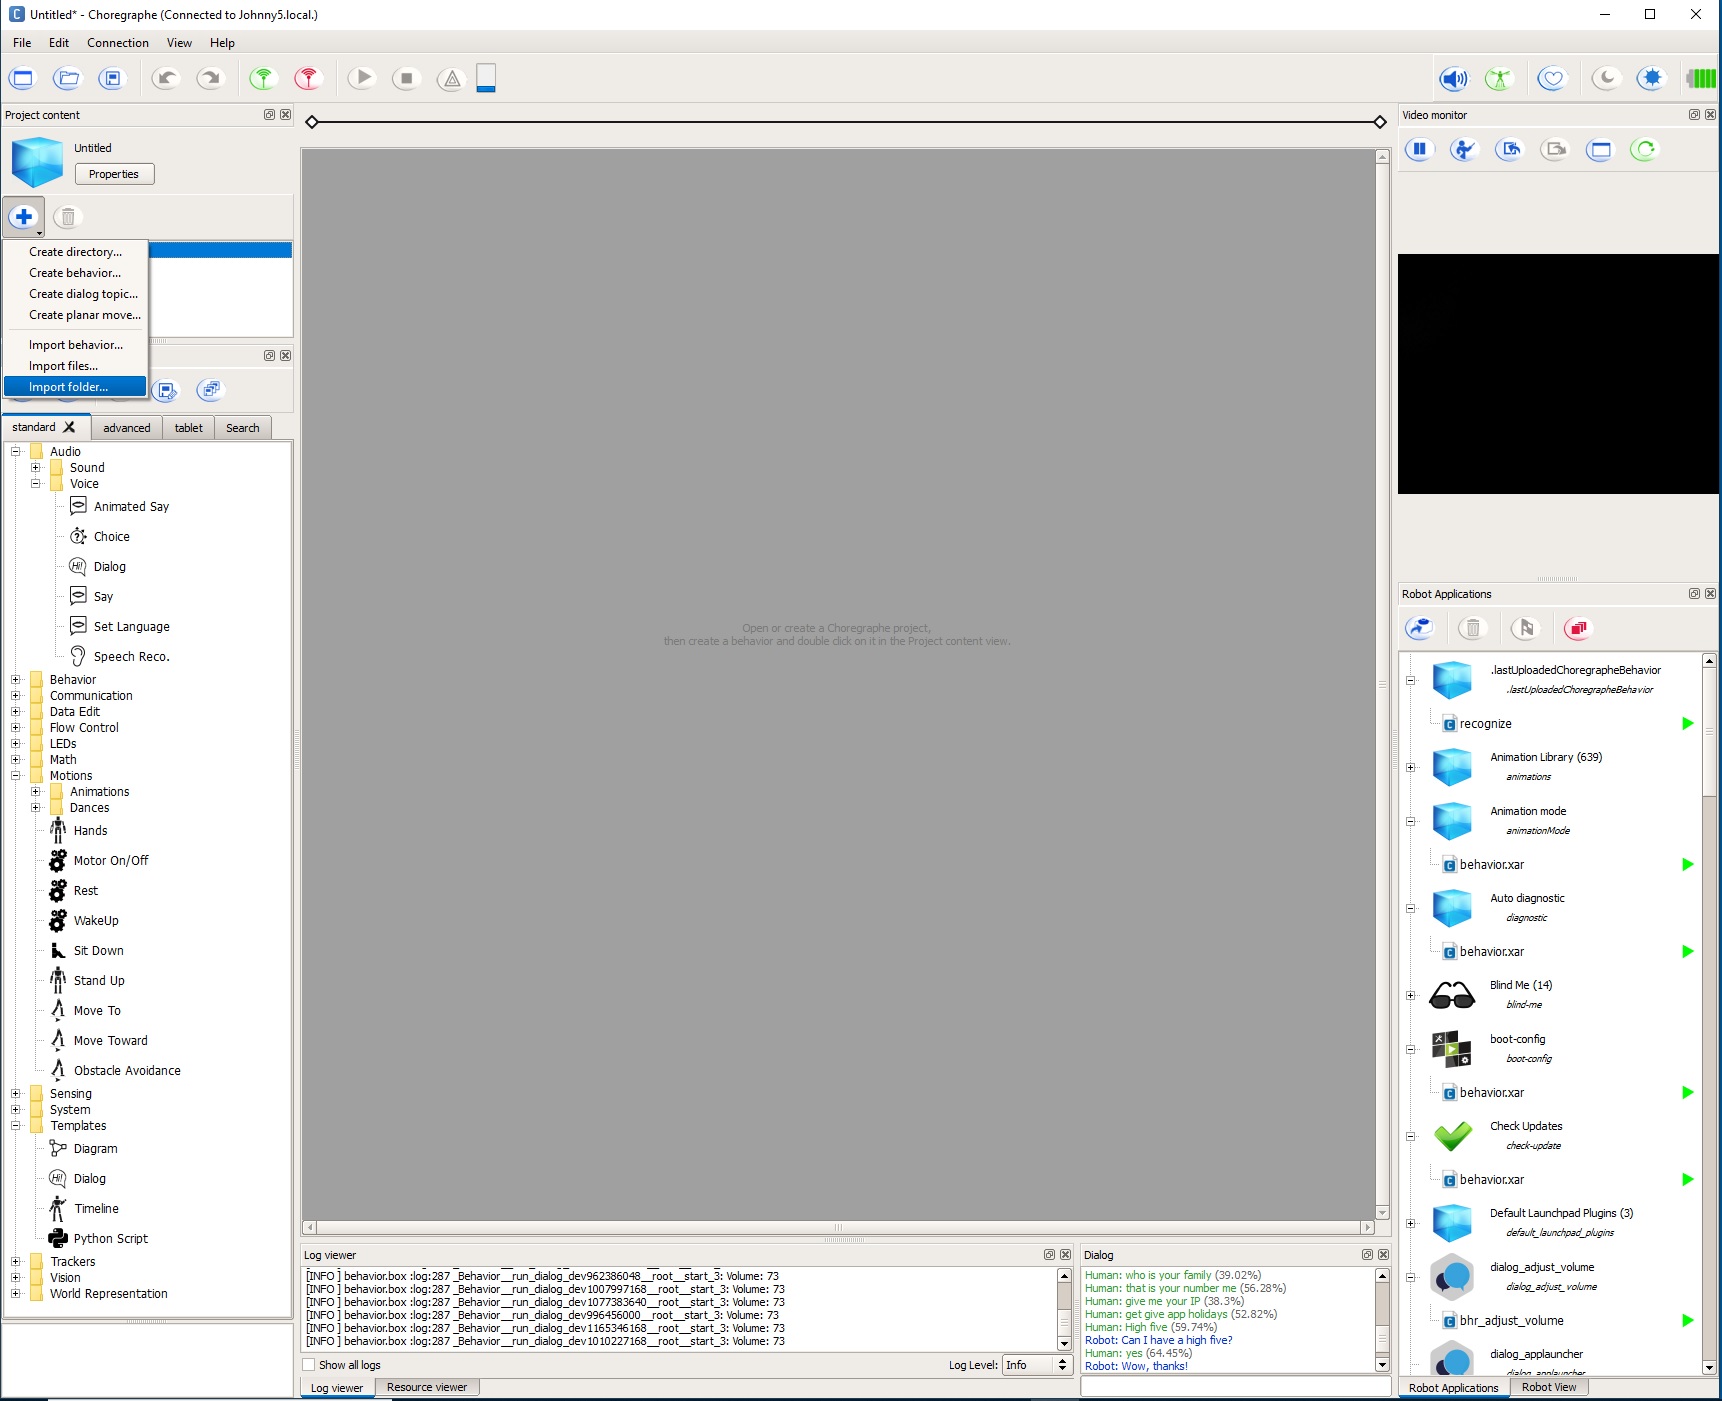 Untitled* - Choregraphe (Connected to Johnny5.local.)
File Edit Connection View Help
Project content
Untitled
Properties
Create directory...
Create behavior...
Create dialog topic...
Create planar move...
Import behavior...
Import files...
Import folder...
standard advanced tablet Search
Audio
Sound
Voice
Animated Say
Choice
Dialog
Say
Set Language
Speech Reco.
Behavior
Communication
Data Edit
Flow Control
LEDs
Math
Motions
Animations
Dances
Hands
Motor On/Off
Rest
WakeUp
Sit Down
Stand Up
Move To
Move Toward
Obstacle Avoidance
Sensing
System
Templates
Diagram
Dialog
Timeline
Python Script
Trackers
Vision
World Representation
Open or create a Choregraphe project,
then create a behavior and double click on it in the Project content view.
Log viewer
[INFO ] behavior.box :log:287 _Behavior__run_dialog_dev962386048__root__start_3: Volume: 73
[INFO ] behavior.box :log:287 _Behavior__run_dialog_dev1007997168__root__start_3: Volume: 73
[INFO ] behavior.box :log:287 _Behavior__run_dialog_dev1077383640__root__start_3: Volume: 73
[INFO ] behavior.box :log:287 _Behavior__run_dialog_dev996456000__root__start_3: Volume: 73
[INFO ] behavior.box :log:287 _Behavior__run_dialog_dev1165346168__root__start_3: Volume: 73
[INFO ] behavior.box :log:287 _Behavior__run_dialog_dev1010227168__root__start_3: Volume: 73
Show all logs
Log Level: Info
Log viewer Resource viewer
Dialog
Human: who is your family (39.02%)
Human: that is your number me (56.28%)
Human: give me your IP (38.3%)
Human: get give app holidays (52.82%)
Human: High five (59.74%)
Robot: Can I have a high five?
Human: yes (64.45%)
Robot: Wow, thanks!
Video monitor
Robot Applications
.lastUploadedChoregrapheBehavior
.lastUploadedChoregrapheBehavior
recognize
Animation Library (639)
animations
Animation mode
animationMode
behavior.xar
Auto diagnostic
diagnostic
behavior.xar
Blind Me (14)
blind-me
boot-config
boot-config
behavior.xar
Check Updates
check-update
behavior.xar
Default Launchpad Plugins (3)
default_launchpad_plugins
dialog_adjust_volume
dialog_adjust_volume
bhr_adjust_volume
dialog_applauncher
dialog_applauncher
Robot Applications Robot View